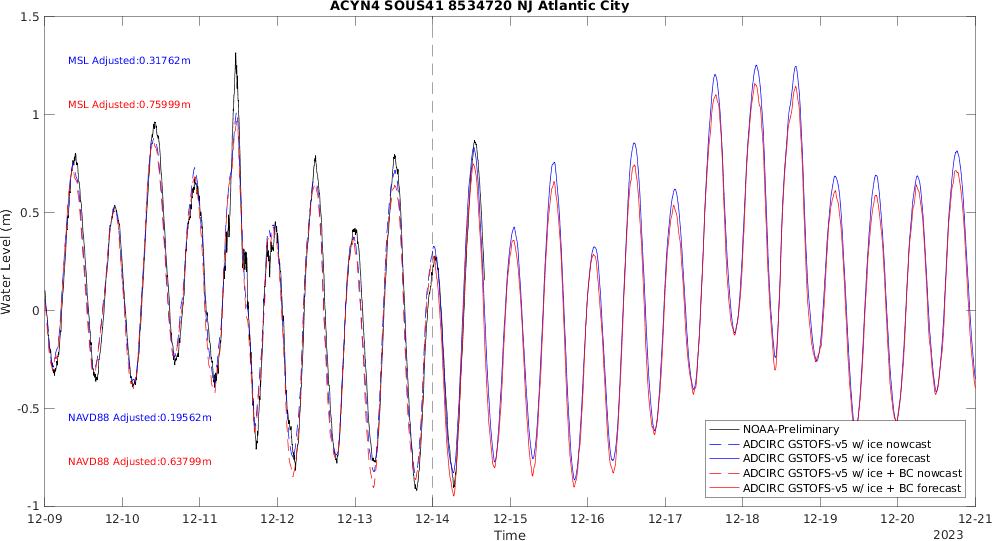 ACYN4 SOUS41 8534720 NJ Atlantic City
1.5
1
0.5
0
-0.5
-1
Water Level (m)
MSL Adjusted:0.31762m
MSL Adjusted:0.75999m
NAVD88 Adjusted:0.19562m
NAVD88 Adjusted:0.63799m
NOAA-Preliminary
ADCIRC GSTOFS-v5 w/ ice nowcast
ADCIRC GSTOFS-v5 w/ ice forecast
ADCIRC GSTOFS-v5 w/ ice + BC nowcast
ADCIRC GSTOFS-v5 w/ ice + BC forecast
12-09 12-10 12-11 12-12 12-13 12-14 12-15 12-16 12-17 12-18 12-19 12-20 12-21
Time
2023